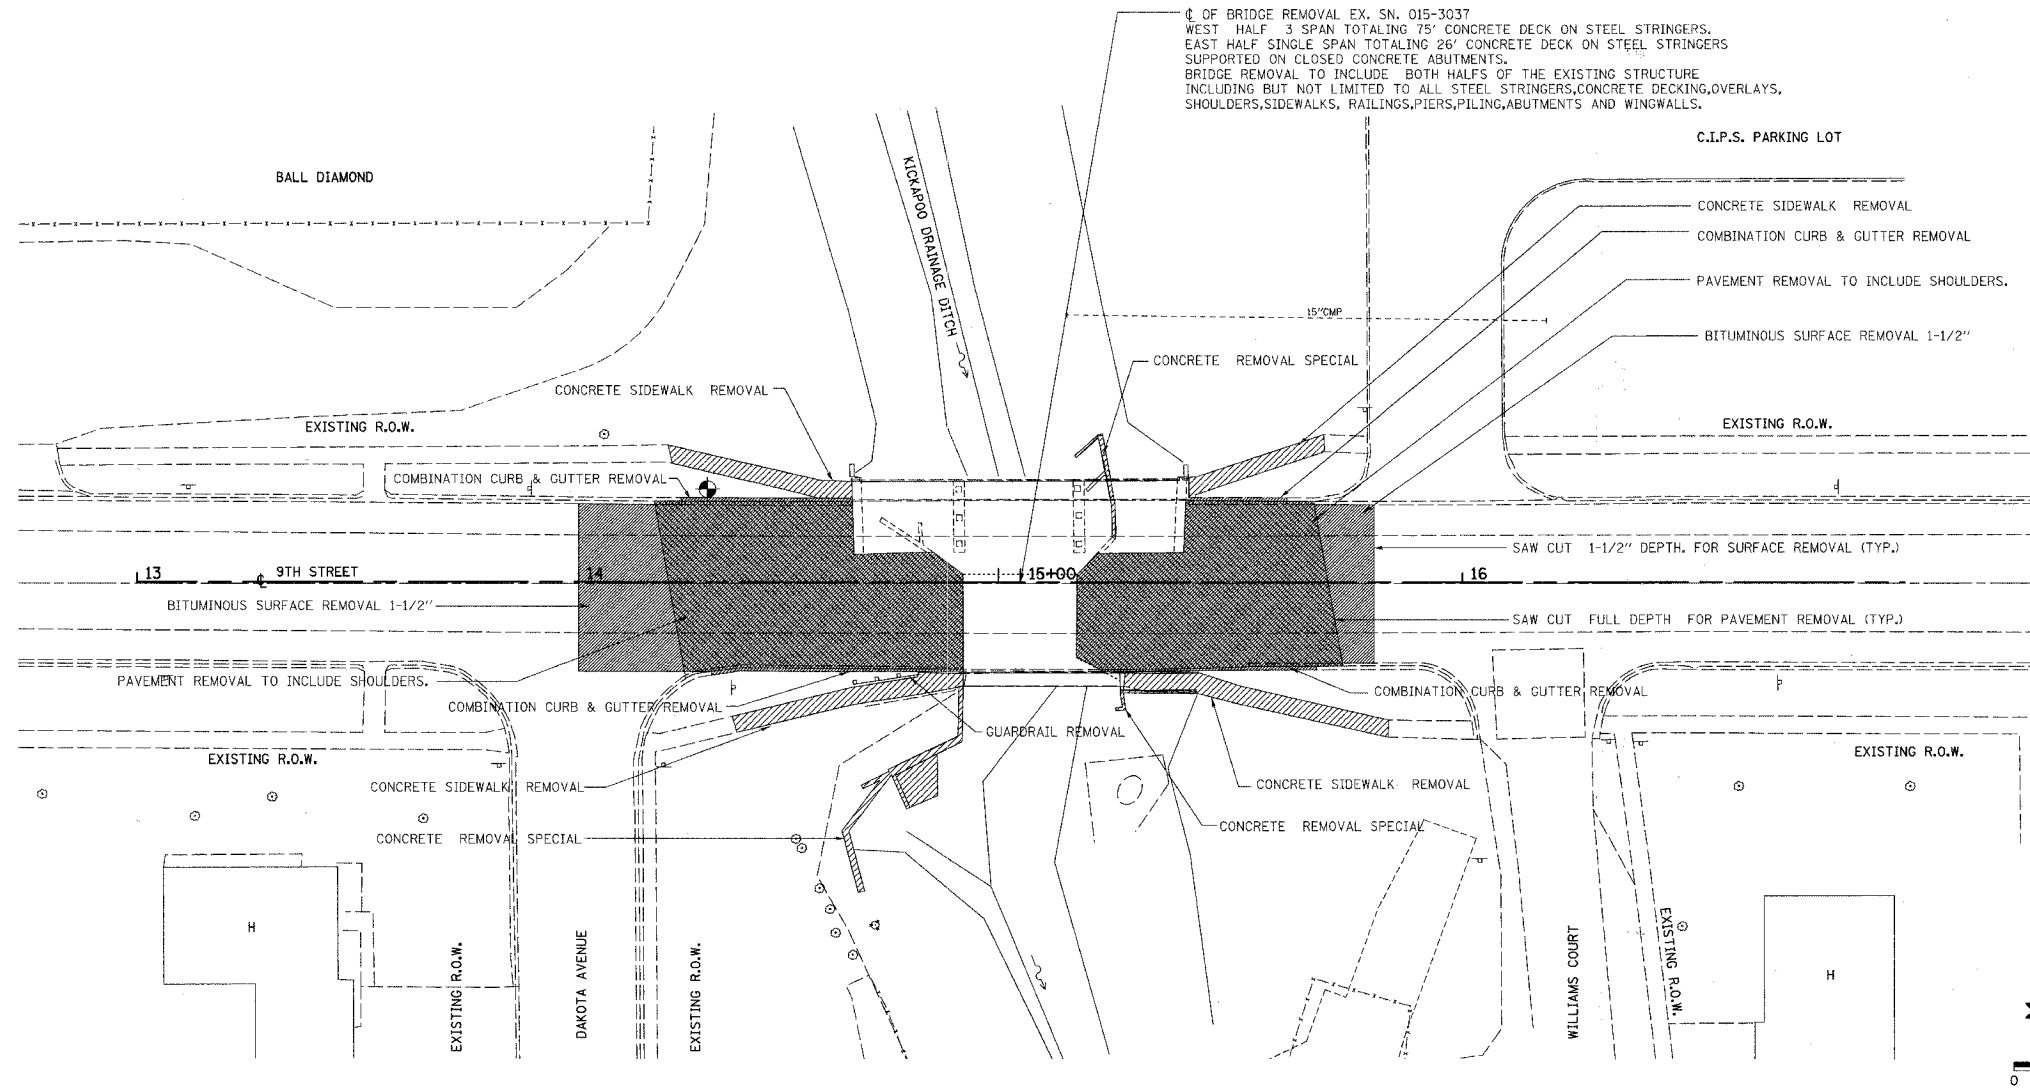 ℄ OF BRIDGE REMOVAL EX. SN. 015-3037
WEST HALF 3 SPAN TOTALING 75' CONCRETE DECK ON STEEL STRINGERS.
EAST HALF SINGLE SPAN TOTALING 26' CONCRETE DECK ON STEEL STRINGERS
SUPPORTED ON CLOSED CONCRETE ABUTMENTS.
BRIDGE REMOVAL TO INCLUDE BOTH HALFS OF THE EXISTING STRUCTURE
INCLUDING BUT NOT LIMITED TO ALL STEEL STRINGERS,CONCRETE DECKING,OVERLAYS,
SHOULDERS,SIDEWALKS, RAILINGS,PIERS,PILING,ABUTMENTS AND WINGWALLS.
C.I.P.S. PARKING LOT
BALL DIAMOND
KICKAPOO DRAINAGE DITCH
CONCRETE SIDEWALK REMOVAL
COMBINATION CURB & GUTTER REMOVAL
PAVEMENT REMOVAL TO INCLUDE SHOULDERS.
15"CMP
BITUMINOUS SURFACE REMOVAL 1-1/2"
CONCRETE REMOVAL SPECIAL
CONCRETE SIDEWALK REMOVAL
EXISTING R.O.W.
EXISTING R.O.W.
COMBINATION CURB & GUTTER REMOVAL
SAW CUT 1-1/2" DEPTH. FOR SURFACE REMOVAL (TYP.)
13
℄ 9TH STREET
14
15+00
16
BITUMINOUS SURFACE REMOVAL 1-1/2"
SAW CUT FULL DEPTH FOR PAVEMENT REMOVAL (TYP.)
PAVEMENT REMOVAL TO INCLUDE SHOULDERS.
COMBINATION CURB & GUTTER REMOVAL
COMBINATION CURB & GUTTER REMOVAL
GUARDRAIL REMOVAL
EXISTING R.O.W.
EXISTING R.O.W.
CONCRETE SIDEWALK REMOVAL
CONCRETE SIDEWALK REMOVAL
CONCRETE REMOVAL SPECIAL
CONCRETE REMOVAL SPECIAL
H
EXISTING R.O.W.
DAKOTA AVENUE
EXISTING R.O.W.
WILLIAMS COURT
EXISTING R.O.W.
H
0